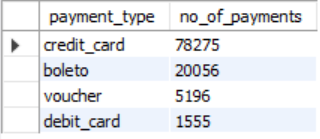 payment_type no_of_payments
credit_card 78275
boleto 20056
voucher 5196
debit_card 1555